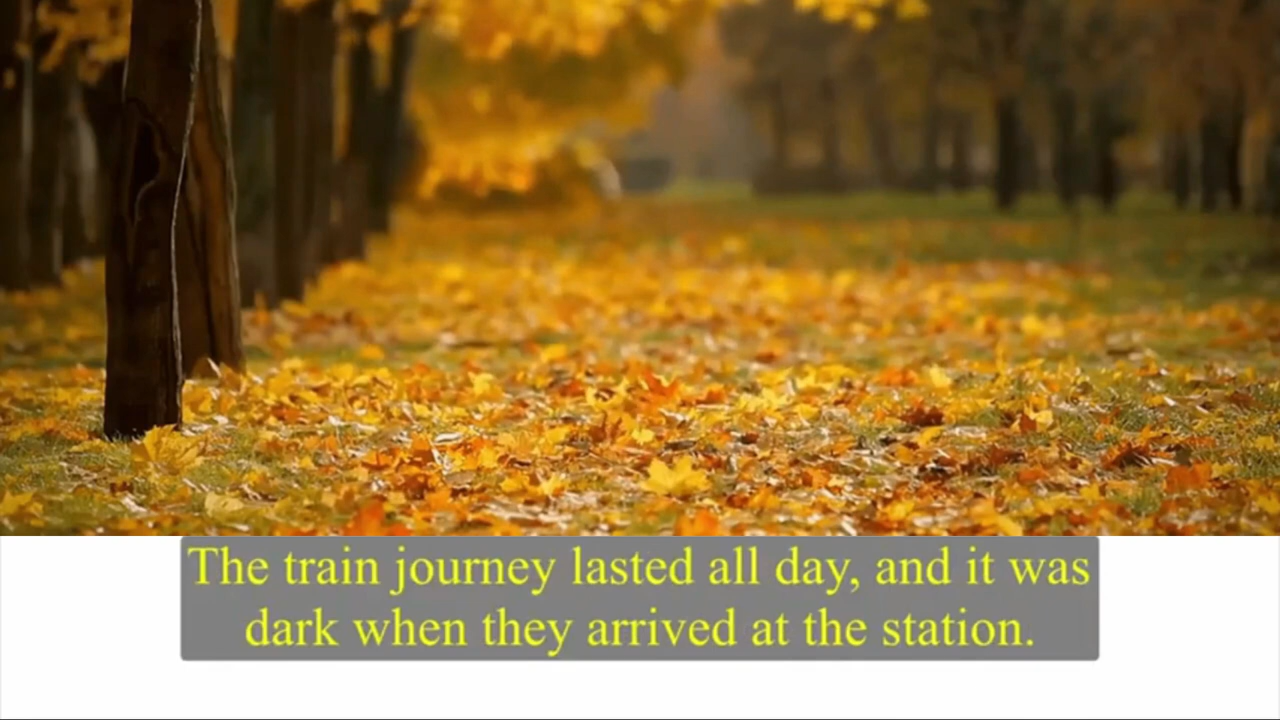 The train journey lasted all day, and it was
dark when they arrived at the station.